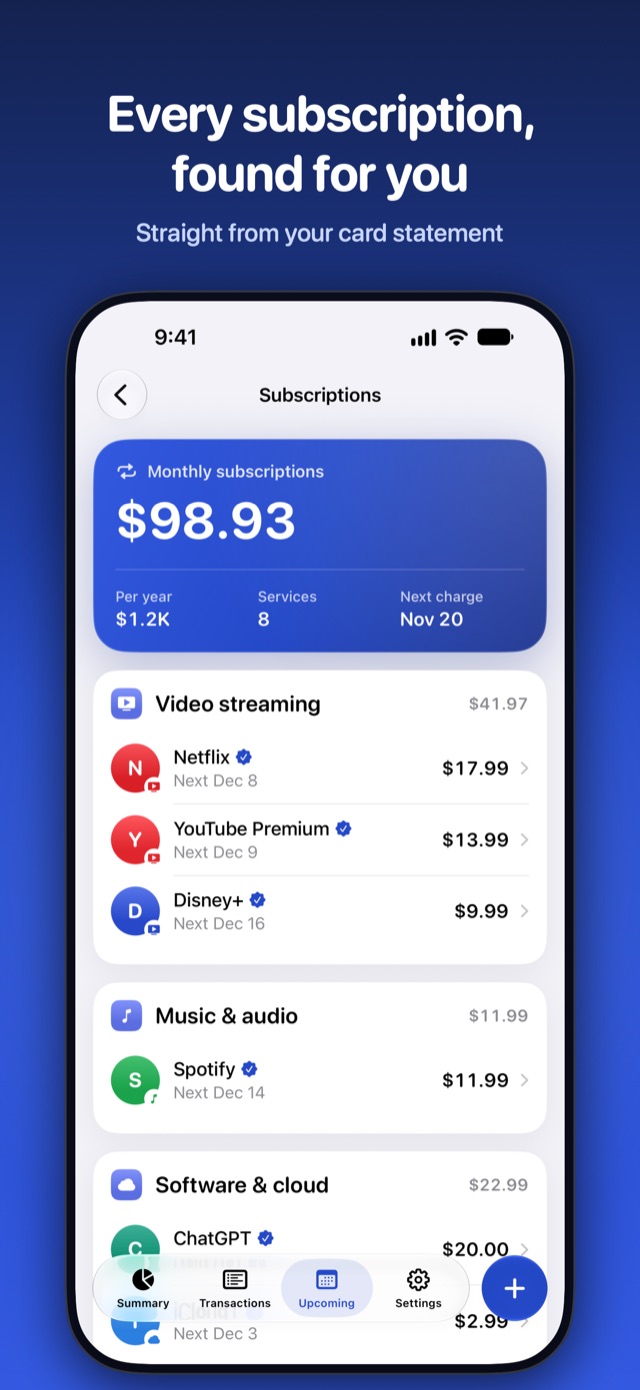 Every subscription,
found for you
Straight from your card statement
9:41
Subscriptions
Monthly subscriptions
$98.93
Per year Services Next charge
$1.2K 8 Nov 20
Video streaming $41.97
N Netflix $17.99
Next Dec 8
Y YouTube Premium $13.99
Next Dec 9
D Disney+ $9.99
Next Dec 16
Music & audio $11.99
S Spotify $11.99
Next Dec 14
Software & cloud $22.99
C ChatGPT $20.00
Summary Transactions Upcoming Settings
$2.99
Next Dec 3